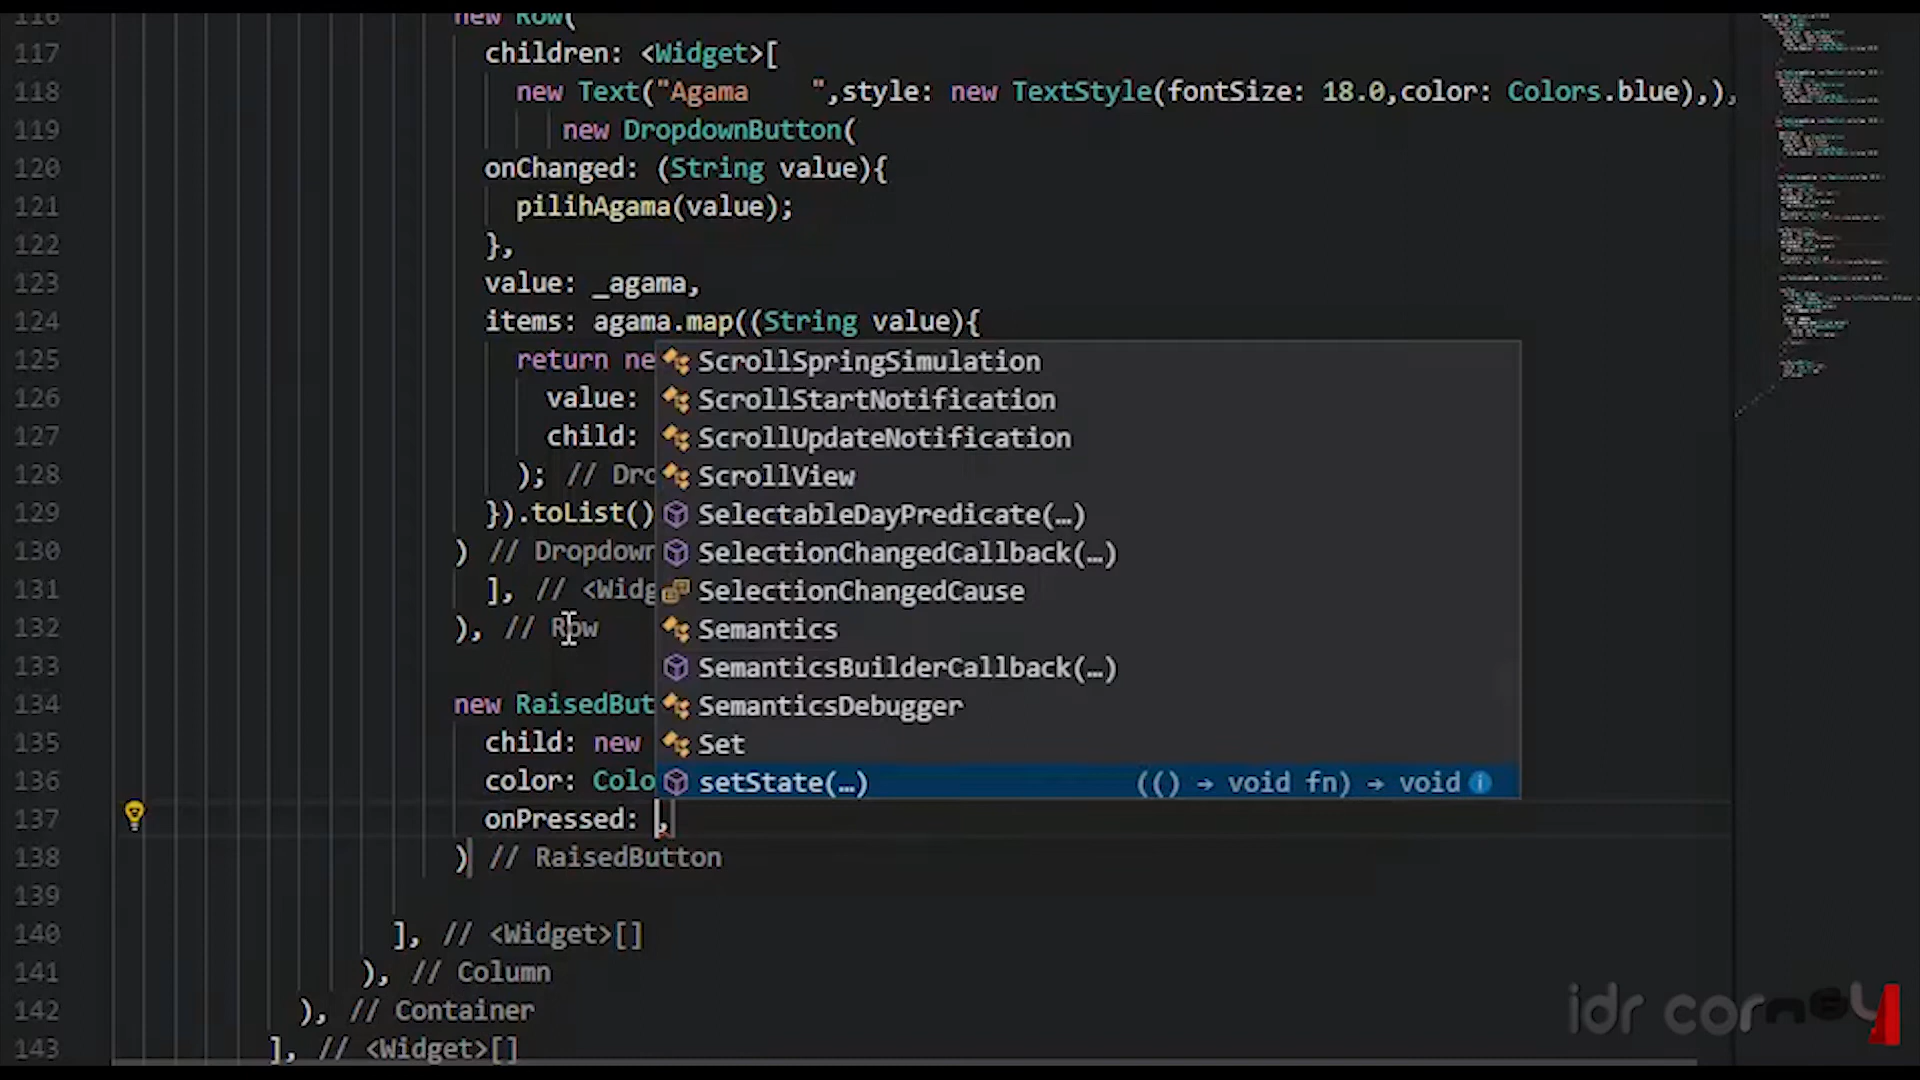 116 new Row(
117 children: <Widget>[
118 new Text("Agama    ",style: new TextStyle(fontSize: 18.0,color: Colors.blue),),
119 new DropdownButton(
120 onChanged: (String value){
121 pilihAgama(value);
122 },
123 value: _agama,
124 items: agama.map((String value){
125 return ne
126 value:
127 child:
128 ); // Dro
129 }).toList()
130 ) // Dropdown
131 ], // <Widg
132 ), // Row
133
134 new RaisedBut
135 child: new
136 color: Colo
137 onPressed: ,
138 ) // RaisedButton
139
140 ], // <Widget>[]
141 ), // Column
142 ), // Container
143 ], // <Widget>[]
ScrollSpringSimulation
ScrollStartNotification
ScrollUpdateNotification
ScrollView
SelectableDayPredicate(…)
SelectionChangedCallback(…)
SelectionChangedCause
Semantics
SemanticsBuilderCallback(…)
SemanticsDebugger
Set
setState(…) (() → void fn) → void
idr corn